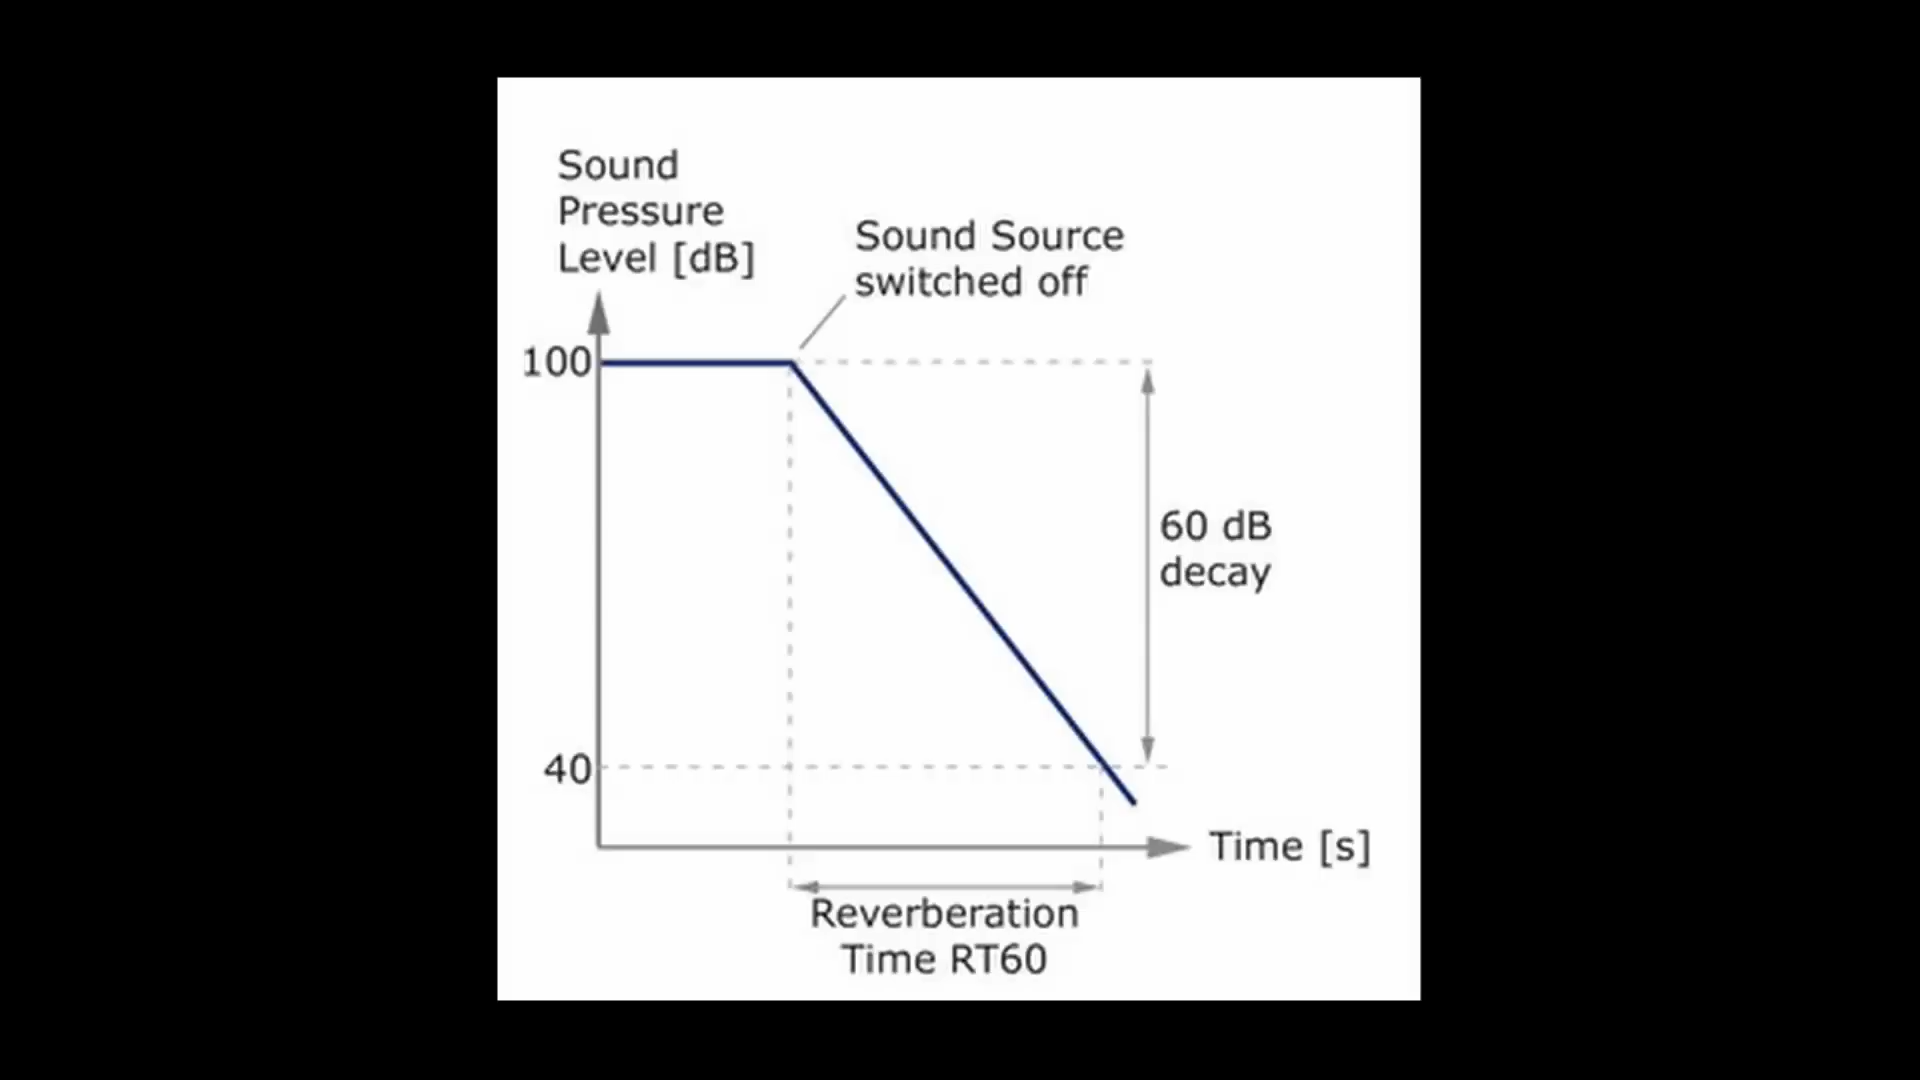 Sound
Pressure
Level [dB]
Sound Source
switched off
100
60 dB
decay
40
Time [s]
Reverberation
Time RT60